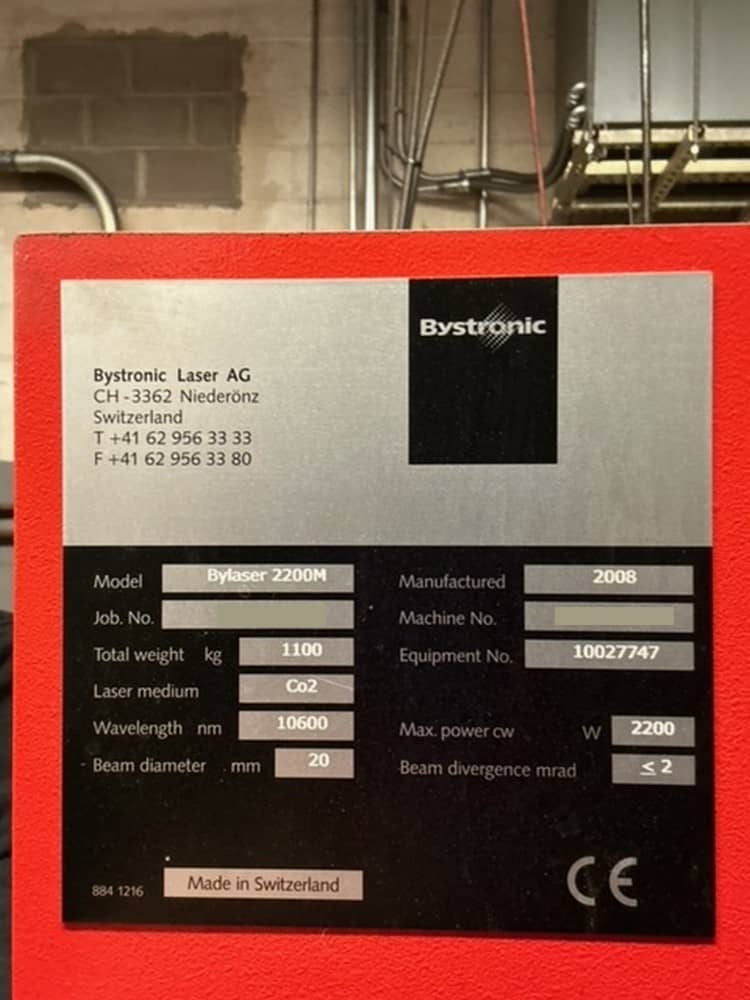 Bystronic
Bystronic Laser AG
CH-3362 Niederönz
Switzerland
T +41 62 956 33 33
F +41 62 956 33 80
Model Bylaser 2200M Manufactured 2008
Job. No. Machine No.
Total weight kg 1100 Equipment No. 10027747
Laser medium Co2
Wavelength nm 10600 Max. power cw W 2200
Beam diameter mm 20 Beam divergence mrad ≤ 2
884 1216 Made in Switzerland CE